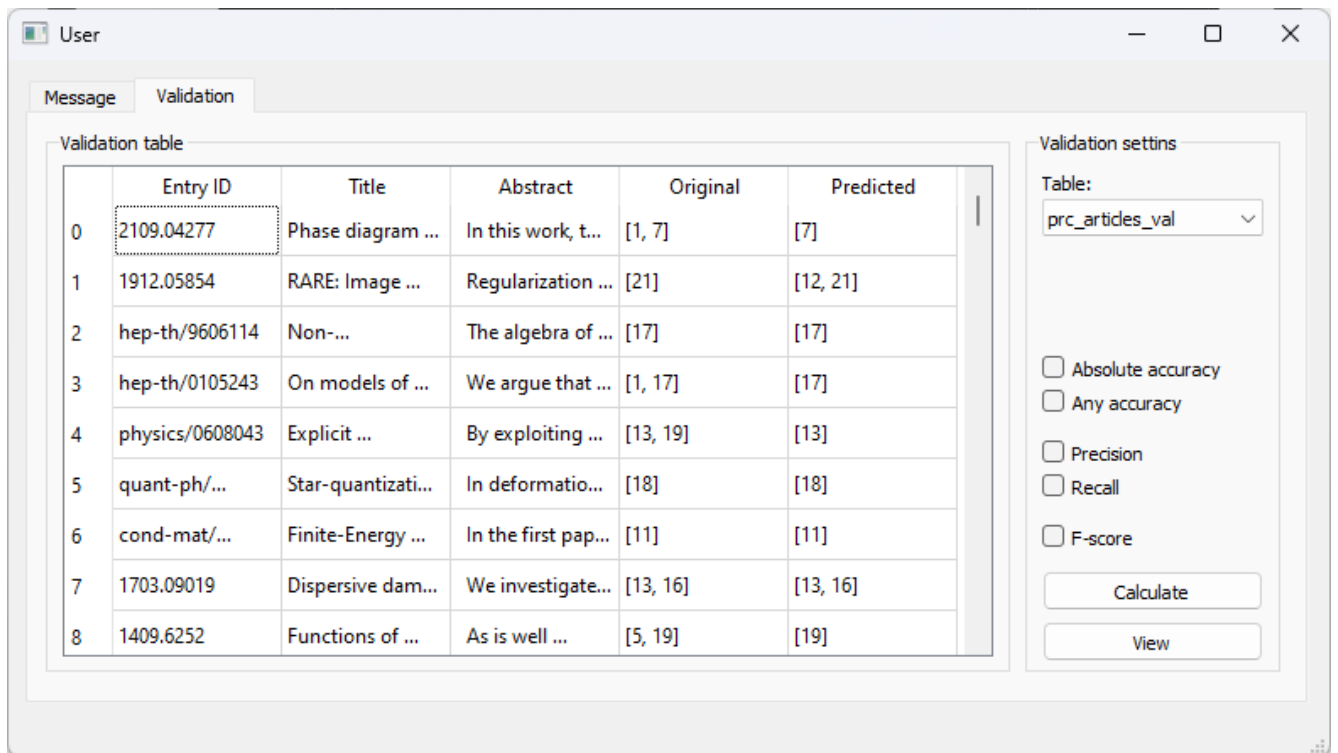 User
Message Validation
Validation table
Entry ID Title Abstract Original Predicted
0 2109.04277 Phase diagram ... In this work, t... [1, 7] [7]
1 1912.05854 RARE: Image ... Regularization ... [21] [12, 21]
2 hep-th/9606114 Non-... The algebra of ... [17] [17]
3 hep-th/0105243 On models of ... We argue that ... [1, 17] [17]
4 physics/0608043 Explicit ... By exploiting ... [13, 19] [13]
5 quant-ph/... Star-quantizati... In deformatio... [18] [18]
6 cond-mat/... Finite-Energy ... In the first pap... [11] [11]
7 1703.09019 Dispersive dam... We investigate... [13, 16] [13, 16]
8 1409.6252 Functions of ... As is well ... [5, 19] [19]
Validation settins
Table:
prc_articles_val
Absolute accuracy
Any accuracy
Precision
Recall
F-score
Calculate
View